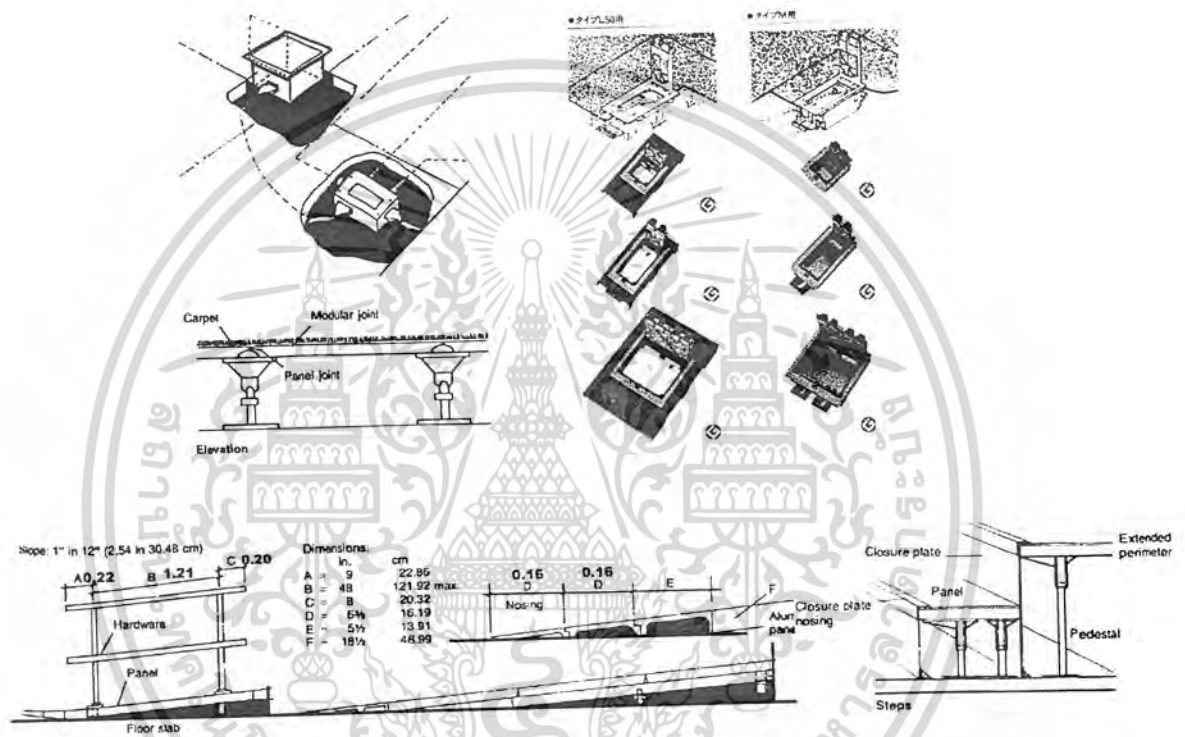 ●タイプL50用
●タイプM用
Carpet
Modular joint
Panel joint
Elevation
Slope: 1" in 12" (2.54 in 30.48 cm)
A 0.22
B 1.21
C 0.20
Hardware
Panel
Floor slab
Dimensions:
in. cm
A = 9 22.86
B = 48 121.92 max.
C = 8 20.32
D = 6⅜ 16.19
E = 5½ 13.91
F = 18½ 46.99
0.16 0.16
D D E
Nosing
F
Closure plate
Alum nosing
pane
Closure plate
Extended
perimeter
Panel
Pedestal
Steps